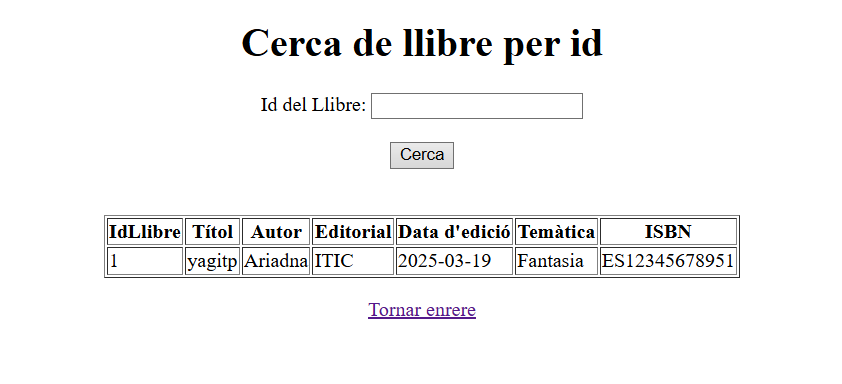 Cerca de llibre per id
Id del Llibre:
Cerca
IdLlibre Títol Autor Editorial Data d'edició Temàtica ISBN
1 yagitp Ariadna ITIC 2025-03-19 Fantasia ES12345678951
Tornar enrere